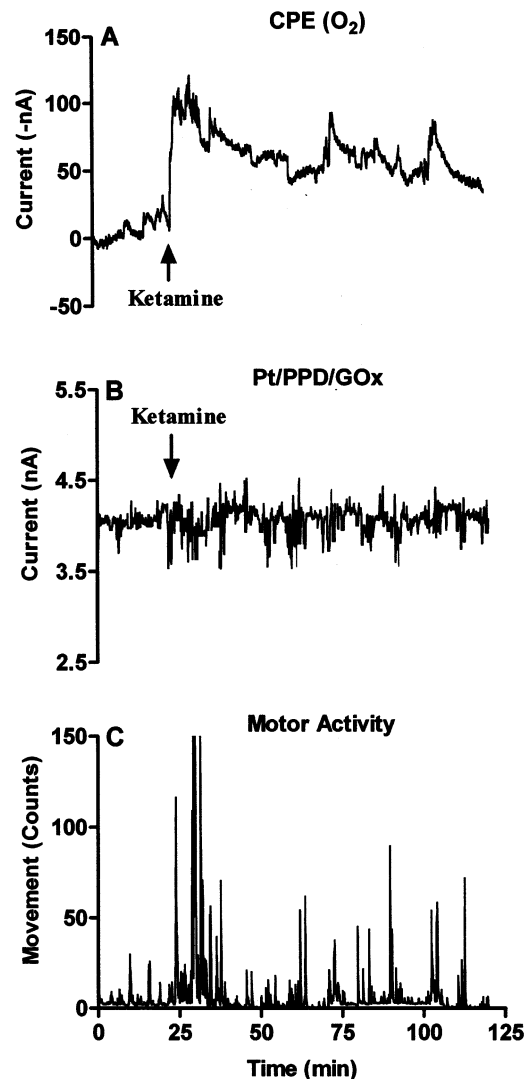 CPE (O₂)
A
150
100
50
0
-50
Current (-nA)
Ketamine
Pt/PPD/GOx
B
5.5
4.5
3.5
2.5
Current (nA)
Ketamine
Motor Activity
C
150
100
50
0
Movement (Counts)
0 25 50 75 100 125
Time (min)